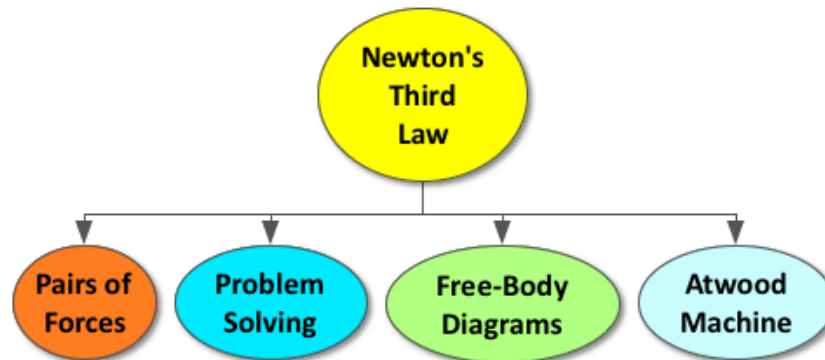 Newton's
Third
Law
Pairs of
Forces
Problem
Solving
Free-Body
Diagrams
Atwood
Machine